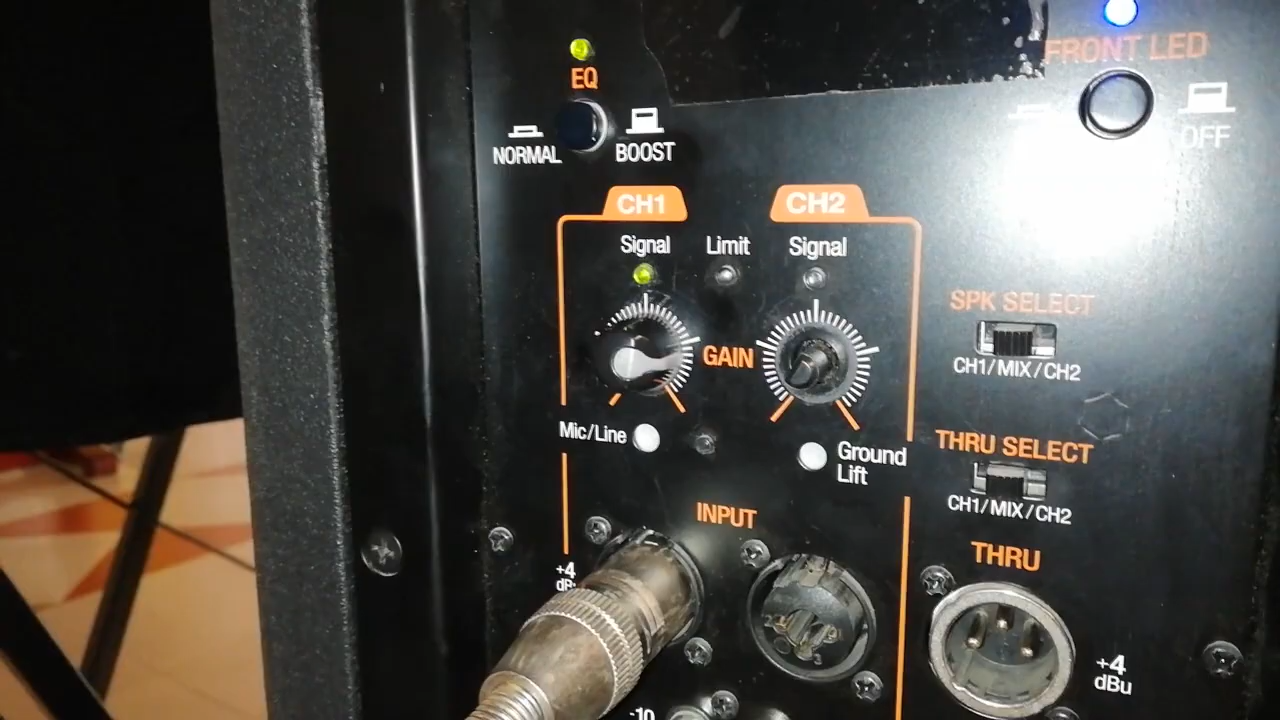 FRONT LED
EQ
OFF
NORMAL
BOOST
CH1
CH2
Signal
Limit
Signal
SPK SELECT
GAIN
CH1/MIX/CH2
Mic/Line
Ground
Lift
THRU SELECT
CH1/MIX/CH2
INPUT
THRU
+4
+4
dBu
-10